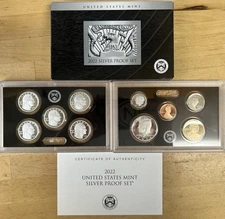 UNITED STATES MINT
2022 SILVER PROOF SET
CERTIFICATE OF AUTHENTICITY
2022
UNITED STATES MINT
SILVER PROOF SET